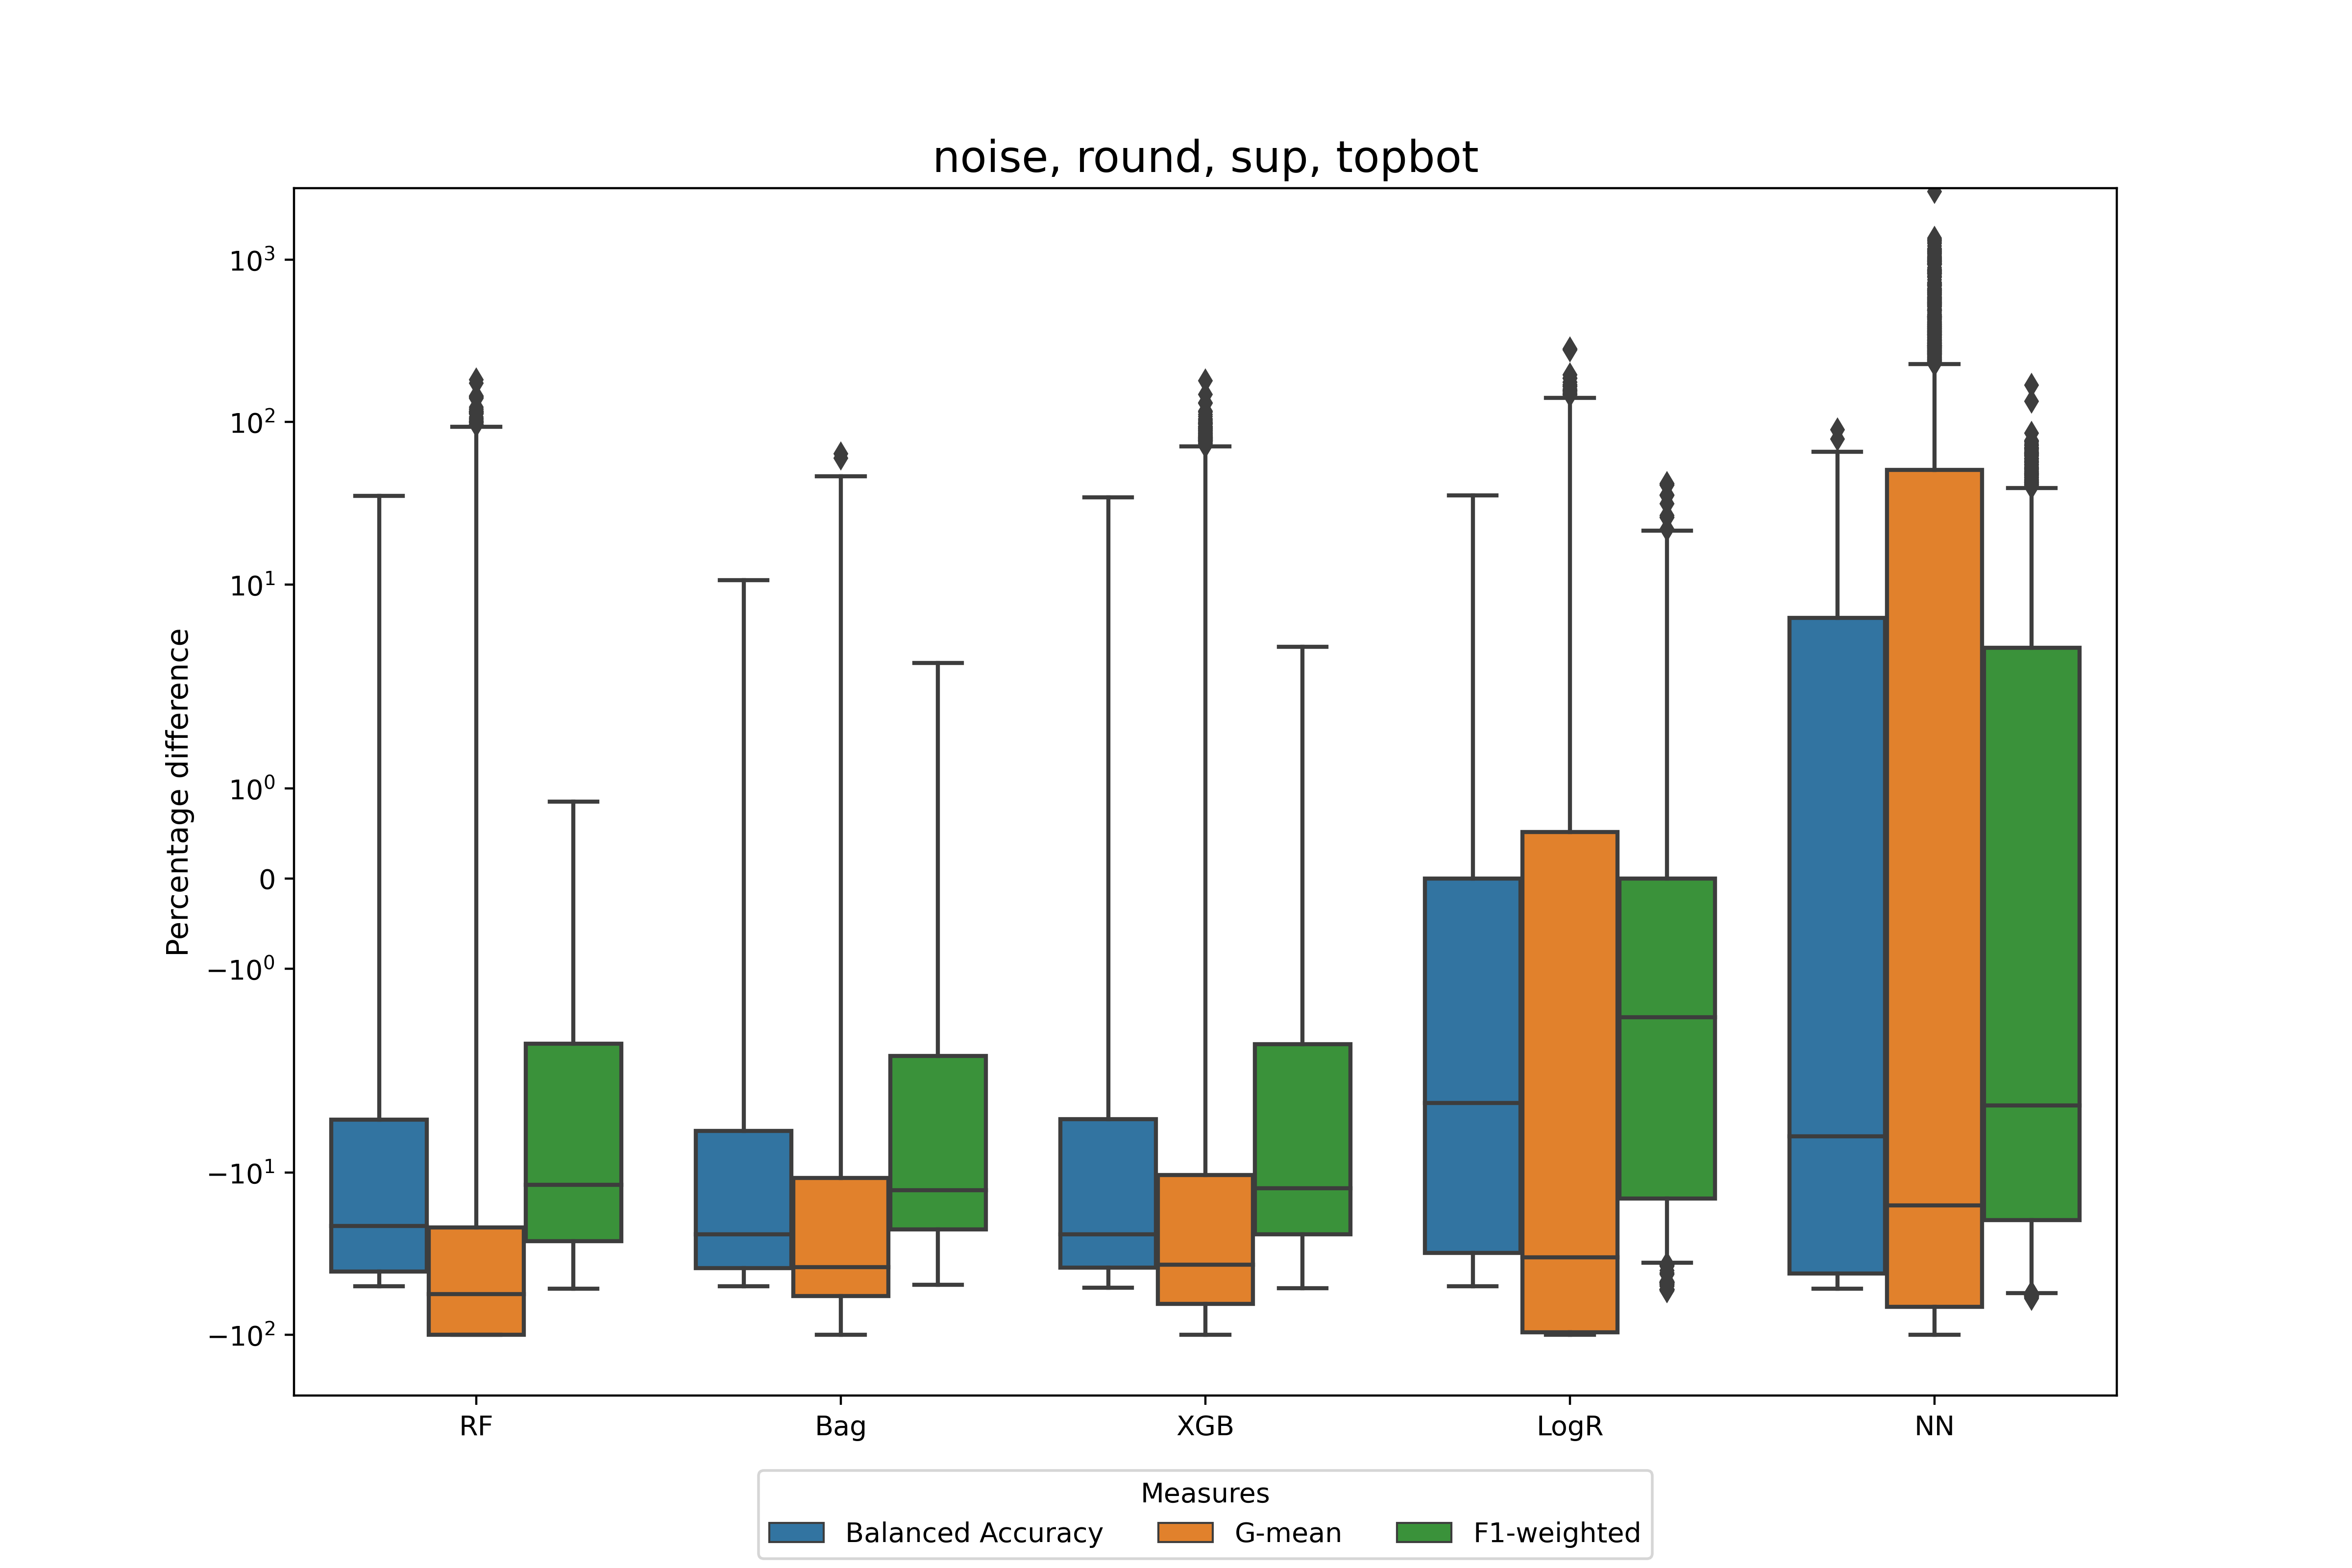 noise, round, sup, topbot
Percentage difference
10³
10²
10¹
10⁰
0
−10⁰
−10¹
−10²
RF Bag XGB LogR NN
Measures
Balanced Accuracy G-mean F1-weighted